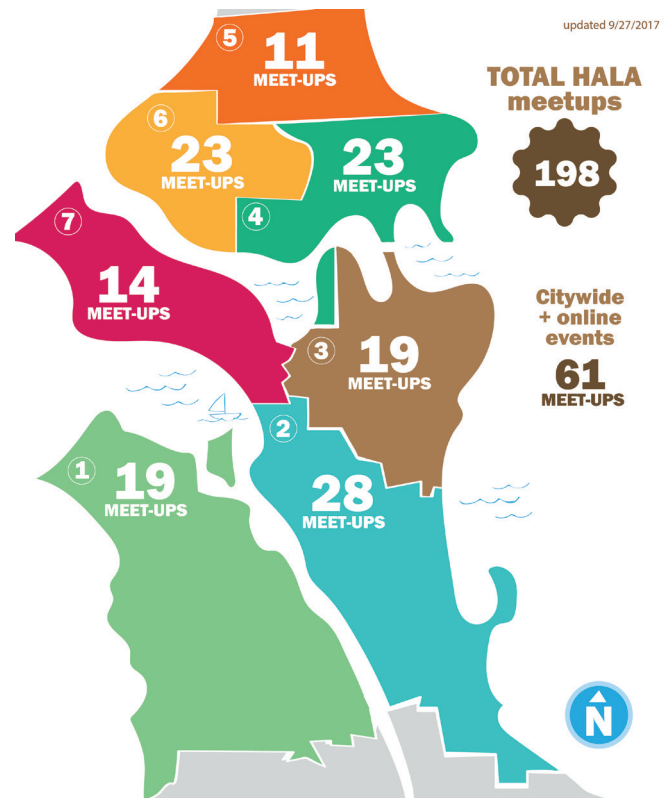 updated 9/27/2017
5
11
MEET-UPS
TOTAL HALA
meetups
198
6
23
MEET-UPS
23
MEET-UPS
4
7
14
MEET-UPS
Citywide
+ online
events
61
MEET-UPS
3
19
MEET-UPS
2
28
MEET-UPS
1
19
MEET-UPS
N